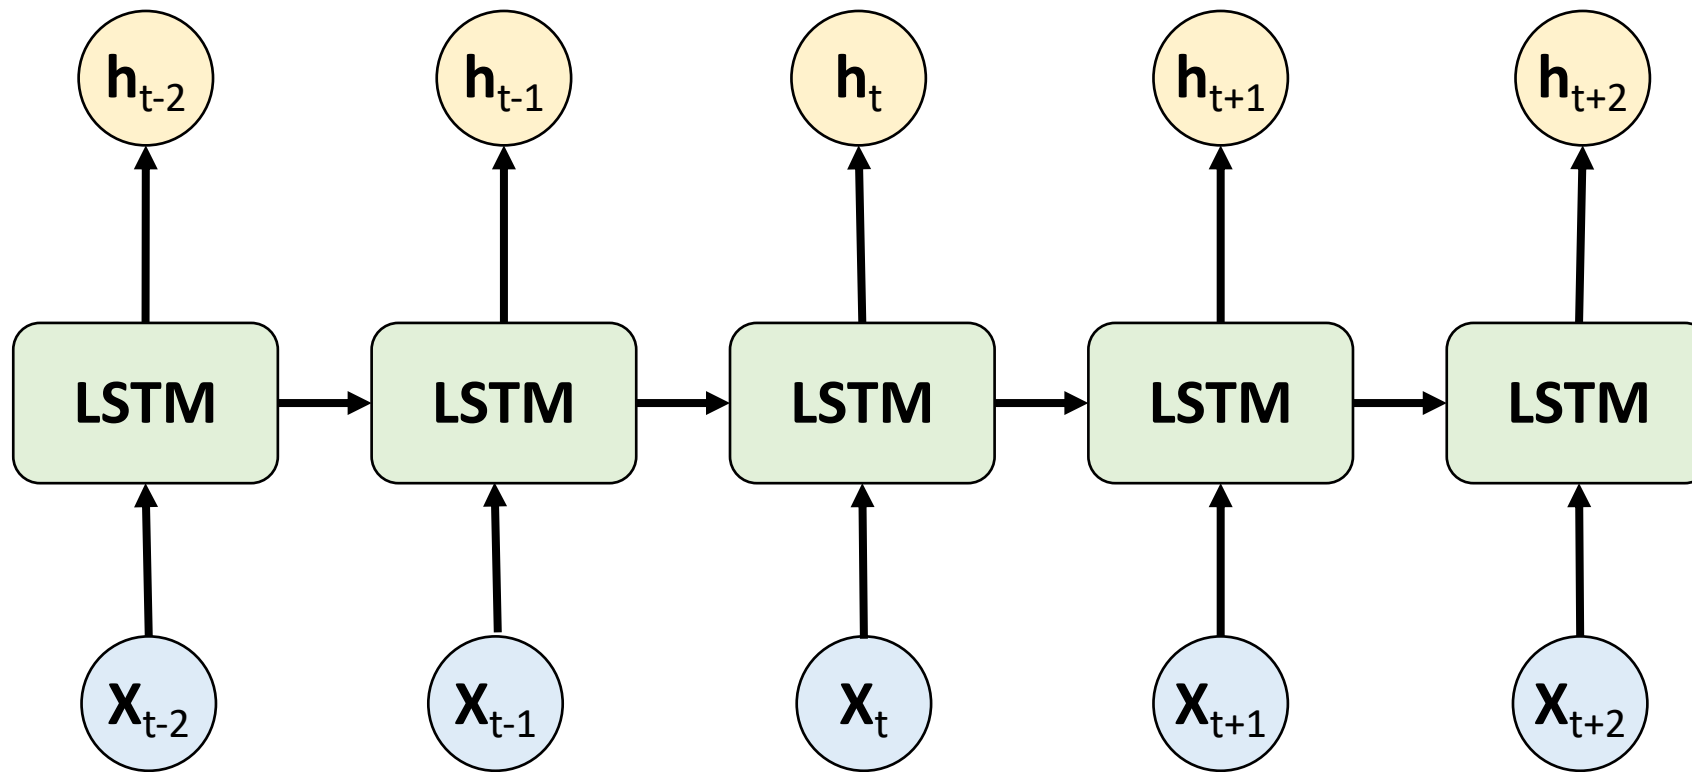 h_{t-2} h_{t-1} h_t h_{t+1} h_{t+2}
LSTM LSTM LSTM LSTM LSTM
X_{t-2} X_{t-1} X_t X_{t+1} X_{t+2}